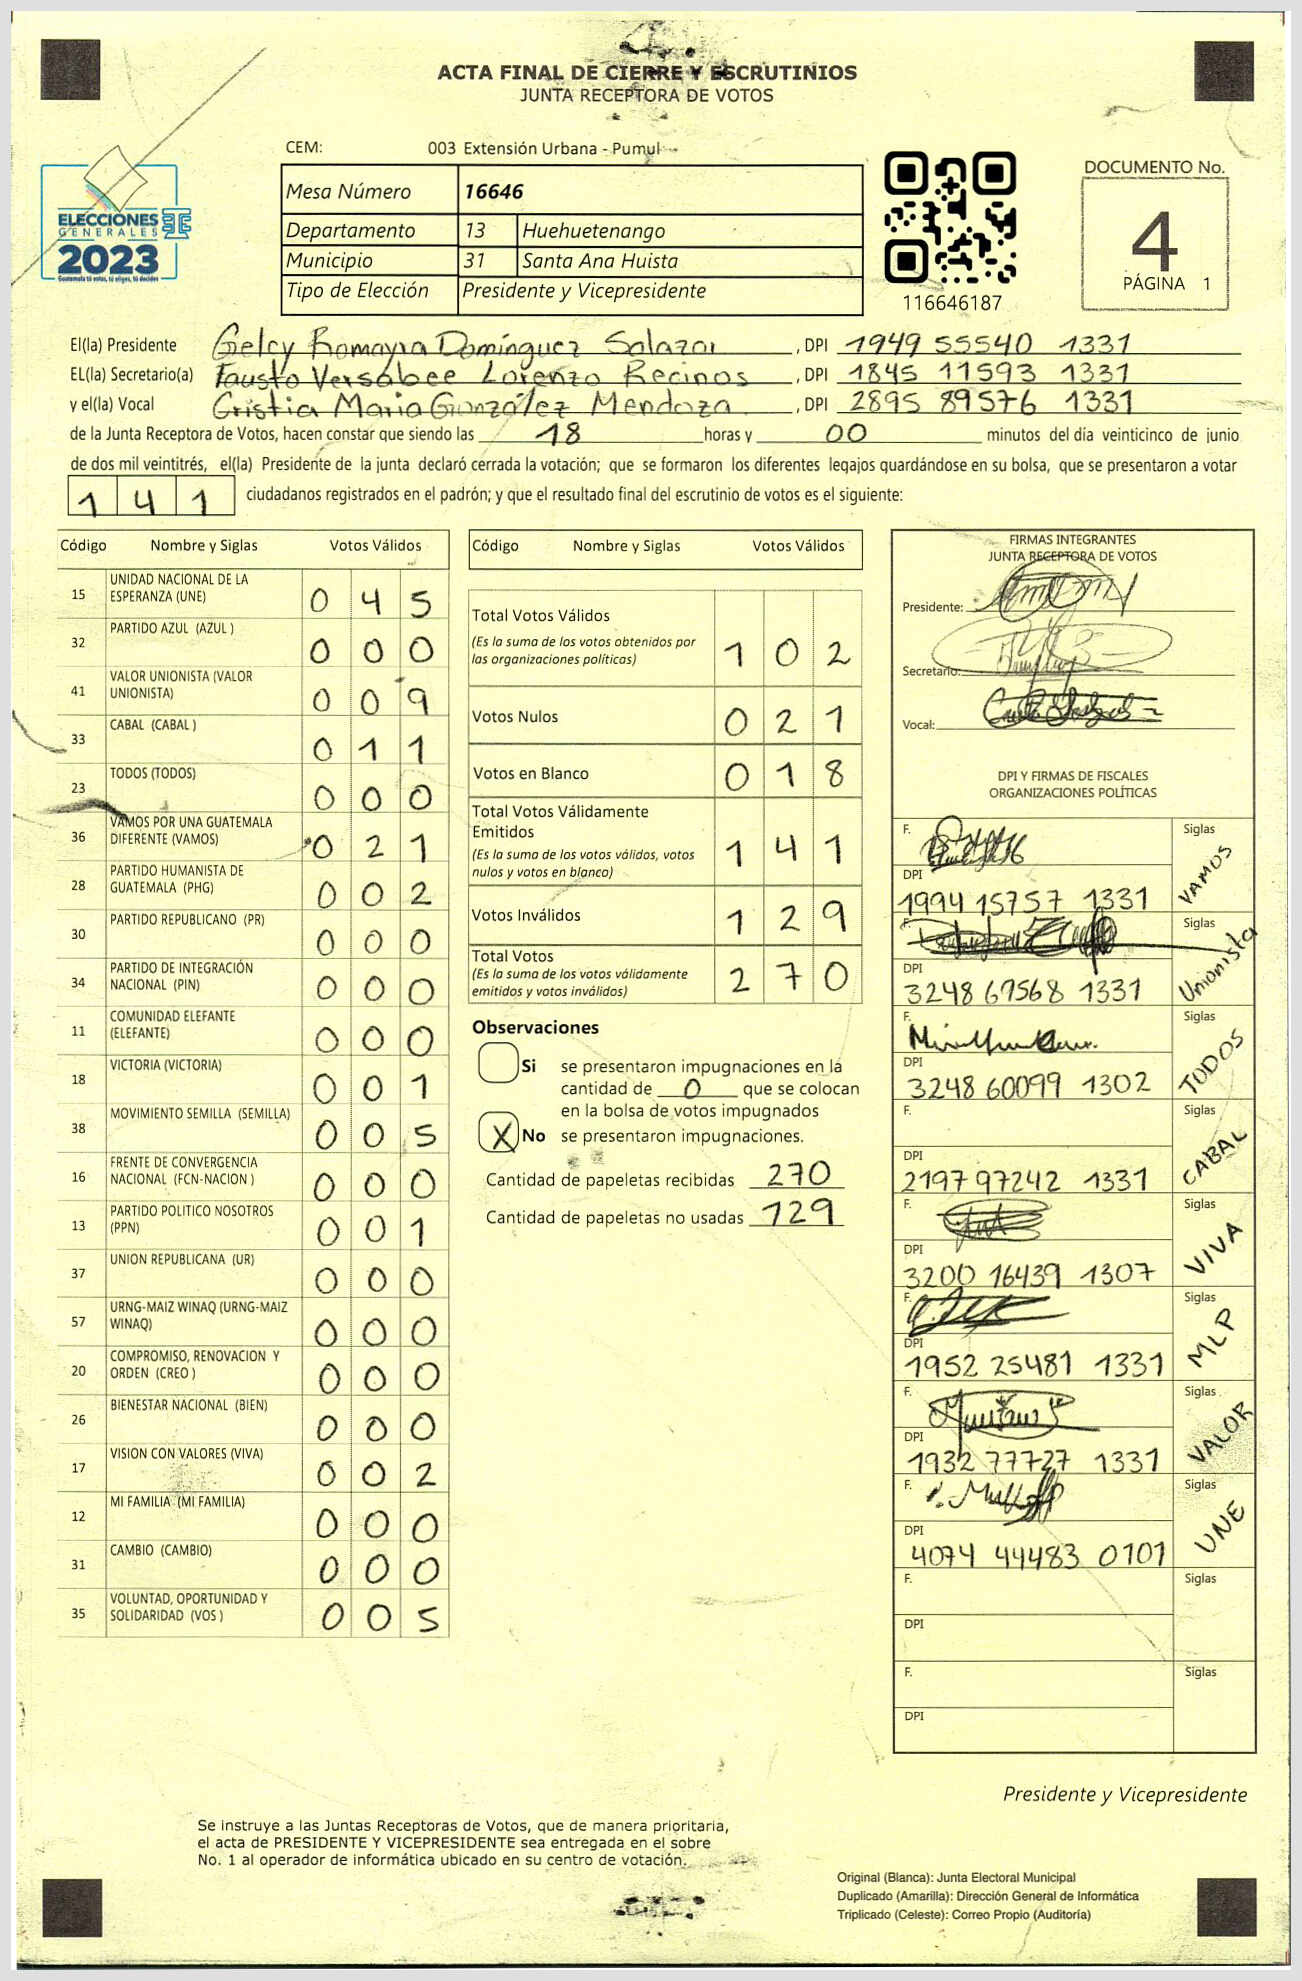 ACTA FINAL DE CIERRE Y ESCRUTINIOS
JUNTA RECEPTORA DE VOTOS
CEM: 003 Extensión Urbana - Pumul
ELECCIONES
GENERALES
2023
Guatemala tú votas, tú eliges, tú decides
Mesa Número 16646
Departamento 13 Huehuetenango
Municipio 31 Santa Ana Huista
Tipo de Elección Presidente y Vicepresidente
116646187
DOCUMENTO No.
4
PÁGINA 1
El(la) Presidente Gelcy Romayra Domínguez Salazar , DPI 1949 55540 1331
EL(la) Secretario(a) Fausto Versabee Lorenzo Recinos , DPI 1845 11593 1331
y el(la) Vocal Cristia Maria González Mendoza , DPI 2895 89576 1331
de la Junta Receptora de Votos, hacen constar que siendo las 18 horas y 00 minutos del día veinticinco de junio
de dos mil veintitrés, el(la) Presidente de la junta declaró cerrada la votación; que se formaron los diferentes legajos guardándose en su bolsa, que se presentaron a votar
141 ciudadanos registrados en el padrón; y que el resultado final del escrutinio de votos es el siguiente:
Código Nombre y Siglas Votos Válidos
15 UNIDAD NACIONAL DE LA
ESPERANZA (UNE) 0 4 5
32 PARTIDO AZUL (AZUL ) 0 0 0
41 VALOR UNIONISTA (VALOR
UNIONISTA) 0 0 9
33 CABAL (CABAL ) 0 1 1
23 TODOS (TODOS) 0 0 0
36 VAMOS POR UNA GUATEMALA
DIFERENTE (VAMOS) 0 2 1
28 PARTIDO HUMANISTA DE
GUATEMALA (PHG) 0 0 2
30 PARTIDO REPUBLICANO (PR) 0 0 0
34 PARTIDO DE INTEGRACIÓN
NACIONAL (PIN) 0 0 0
11 COMUNIDAD ELEFANTE
(ELEFANTE) 0 0 0
18 VICTORIA (VICTORIA) 0 0 1
38 MOVIMIENTO SEMILLA (SEMILLA) 0 0 5
16 FRENTE DE CONVERGENCIA
NACIONAL (FCN-NACION ) 0 0 0
13 PARTIDO POLITICO NOSOTROS
(PPN) 0 0 1
37 UNION REPUBLICANA (UR) 0 0 0
57 URNG-MAIZ WINAQ (URNG-MAIZ
WINAQ) 0 0 0
20 COMPROMISO, RENOVACION Y
ORDEN (CREO ) 0 0 0
26 BIENESTAR NACIONAL (BIEN) 0 0 0
17 VISION CON VALORES (VIVA) 0 0 2
12 MI FAMILIA (MI FAMILIA) 0 0 0
31 CAMBIO (CAMBIO) 0 0 0
35 VOLUNTAD, OPORTUNIDAD Y
SOLIDARIDAD (VOS ) 0 0 5
Código Nombre y Siglas Votos Válidos
Total Votos Válidos
(Es la suma de los votos obtenidos por
las organizaciones políticas) 1 0 2
Votos Nulos 0 2 1
Votos en Blanco 0 1 8
Total Votos Válidamente
Emitidos
(Es la suma de los votos válidos, votos
nulos y votos en blanco) 1 4 1
Votos Inválidos 1 2 9
Total Votos
(Es la suma de los votos válidamente
emitidos y votos inválidos) 2 7 0
Observaciones
Si se presentaron impugnaciones en la
cantidad de 0 que se colocan
en la bolsa de votos impugnados
X No se presentaron impugnaciones.
Cantidad de papeletas recibidas 270
Cantidad de papeletas no usadas 129
FIRMAS INTEGRANTES
JUNTA RECEPTORA DE VOTOS
Presidente:
Secretario:
Vocal:
DPI Y FIRMAS DE FISCALES
ORGANIZACIONES POLÍTICAS
F. Siglas
DPI VAMOS
1994 15757 1331
F. Siglas
DPI Unionista
3248 67568 1331
F. Siglas
DPI TODOS
3248 60099 1302
F. Siglas
DPI CABAL
2197 97242 1331
F. Siglas
DPI VIVA
3200 16439 1307
F. Siglas
DPI MLP
1952 25481 1331
F. Siglas
DPI VALOR
1932 77727 1331
F. Siglas
DPI UNE
4074 44483 0101
F. Siglas
DPI
F. Siglas
DPI
Presidente y Vicepresidente
Se instruye a las Juntas Receptoras de Votos, que de manera prioritaria,
el acta de PRESIDENTE Y VICEPRESIDENTE sea entregada en el sobre
No. 1 al operador de informática ubicado en su centro de votación.
Original (Blanca): Junta Electoral Municipal
Duplicado (Amarilla): Dirección General de Informática
Triplicado (Celeste): Correo Propio (Auditoría)